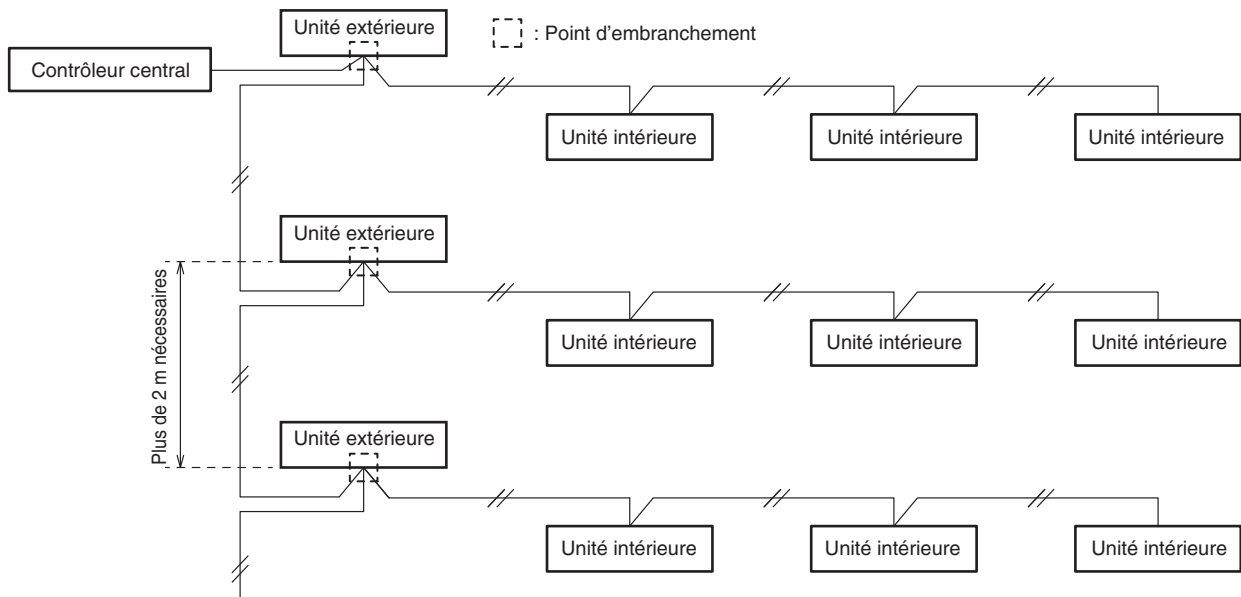 Unité extérieure
: Point d'embranchement
Contrôleur central
Unité intérieure
Unité intérieure
Unité intérieure
Unité extérieure
Plus de 2 m nécessaires
Unité intérieure
Unité intérieure
Unité intérieure
Unité extérieure
Unité intérieure
Unité intérieure
Unité intérieure